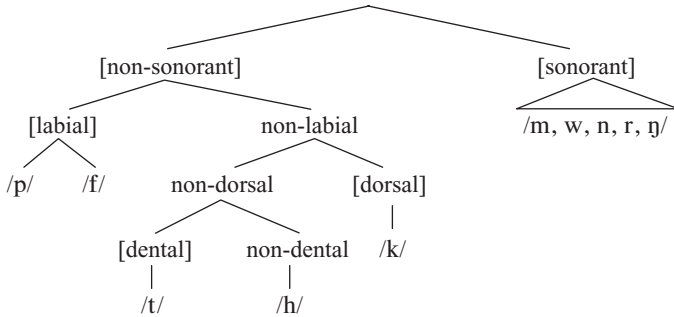 [non-sonorant] [sonorant]
[labial] non-labial /m, w, n, r, ŋ/
/p/ /f/ non-dorsal [dorsal]
[dental] non-dental /k/
/t/ /h/